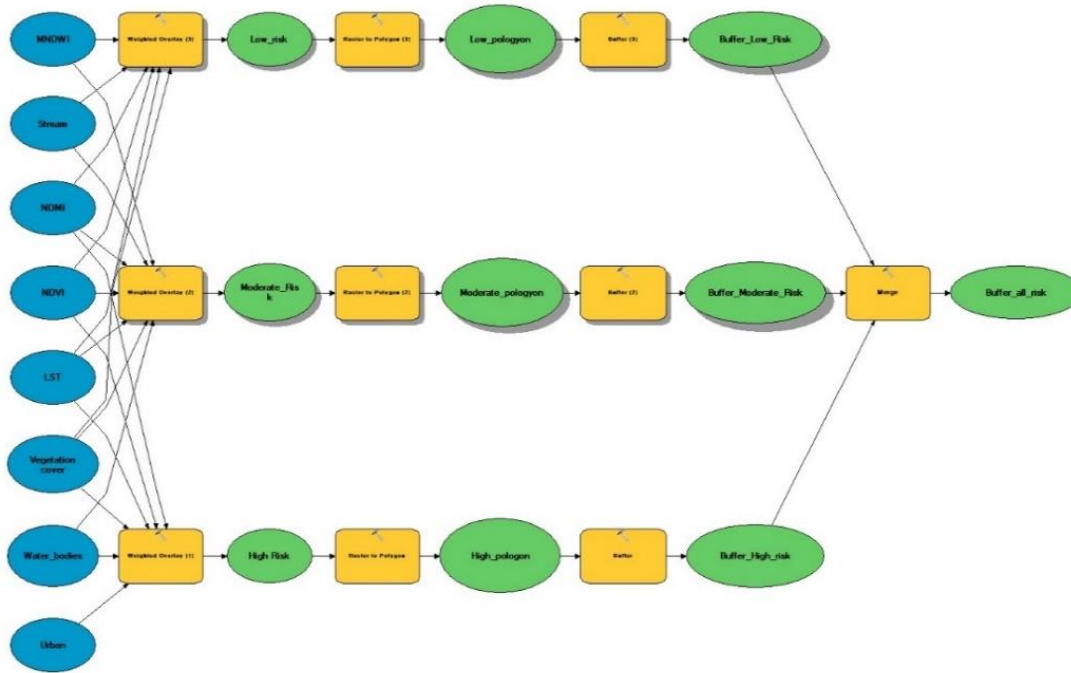 MNDWI
Weighted Overlay (3)
Low_risk
Raster to Polygon (3)
Low_pologyon
Buffer (3)
Buffer_Low_Risk
Stream
NDMI
NDVI
Weighted Overlay (2)
Moderate_Ris
k
Raster to Polygon (2)
Moderate_pologyon
Buffer (2)
Buffer_Moderate_Risk
Merge
Buffer_all_risk
LST
Vegetation
cover
Water_bodies
Weighted Overlay (1)
High Risk
Raster to Polygon
High_pologon
Buffer
Buffer_High_risk
Urban